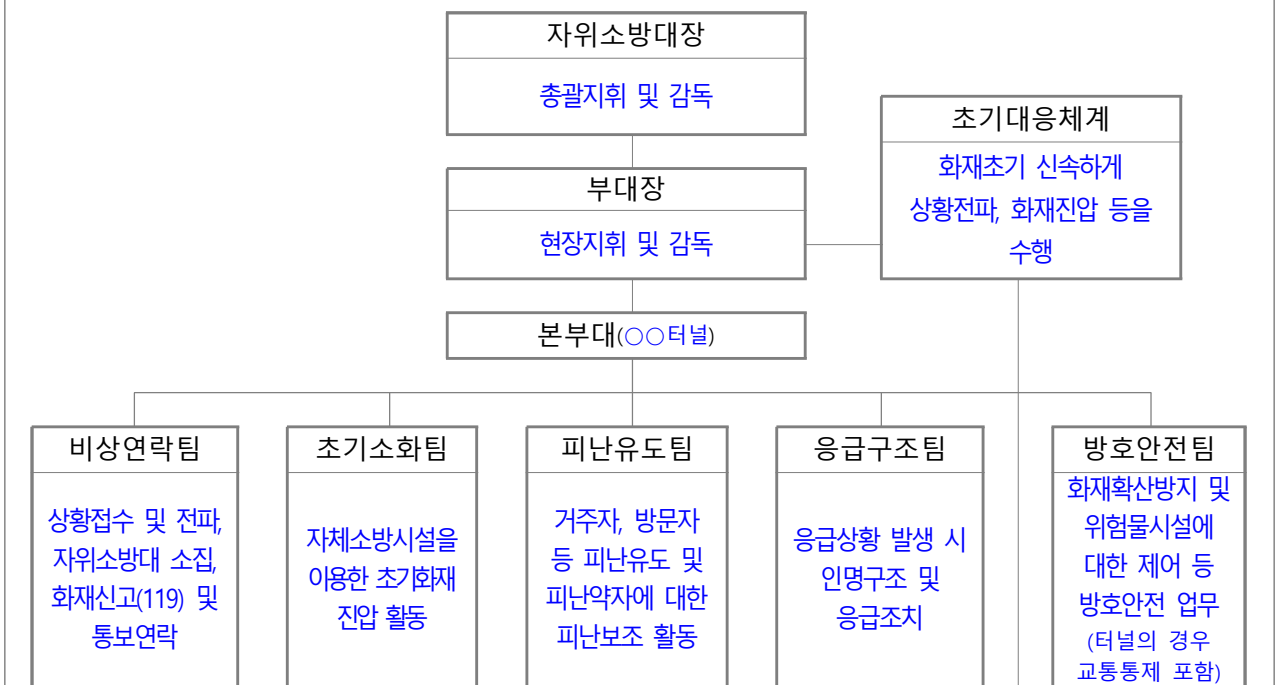 자위소방대장
총괄지휘 및 감독
초기대응체계
화재초기 신속하게
상황전파, 화재진압 등을
수행
부대장
현장지휘 및 감독
본부대(○○터널)
비상연락팀
상황접수 및 전파,
자위소방대 소집,
화재신고(119) 및
통보연락
초기소화팀
자체소방시설을
이용한 초기화재
진압 활동
피난유도팀
거주자, 방문자
등 피난유도 및
피난약자에 대한
피난보조 활동
응급구조팀
응급상황 발생 시
인명구조 및
응급조치
방호안전팀
화재확산방지 및
위험물시설에
대한 제어 등
방호안전 업무
(터널의 경우
교통통제 포함)